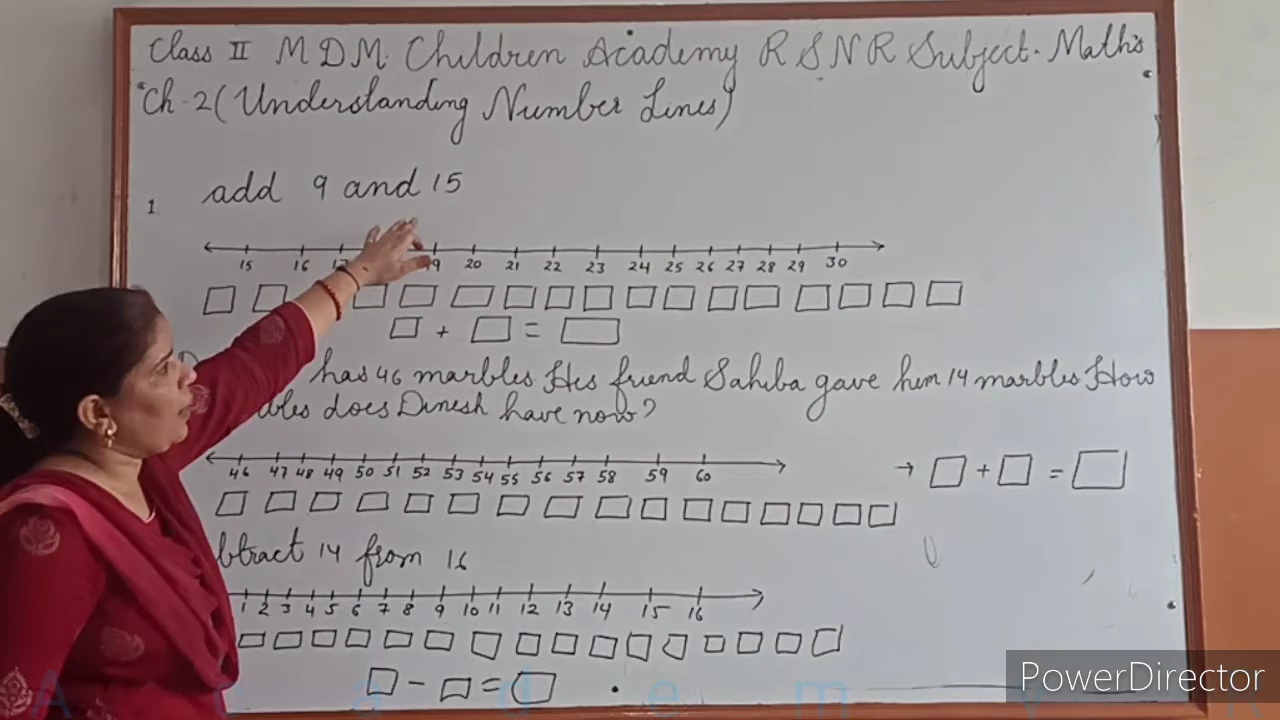 Class II M D M. Children Academy R S N R Subject. Maths
Ch-2 (Understanding Number Lines)
1 add 9 and 15
15 16 17 19 20 21 22 23 24 25 26 27 28 29 30
+ =
has 46 marbles. His friend Sahiba gave him 14 marbles How
does Dinesh have now?
46 47 48 49 50 51 52 53 54 55 56 57 58 59 60
→ + =
14 from 16
1 2 3 4 5 6 7 8 9 10 11 12 13 14 15 16
− =
PowerDirector